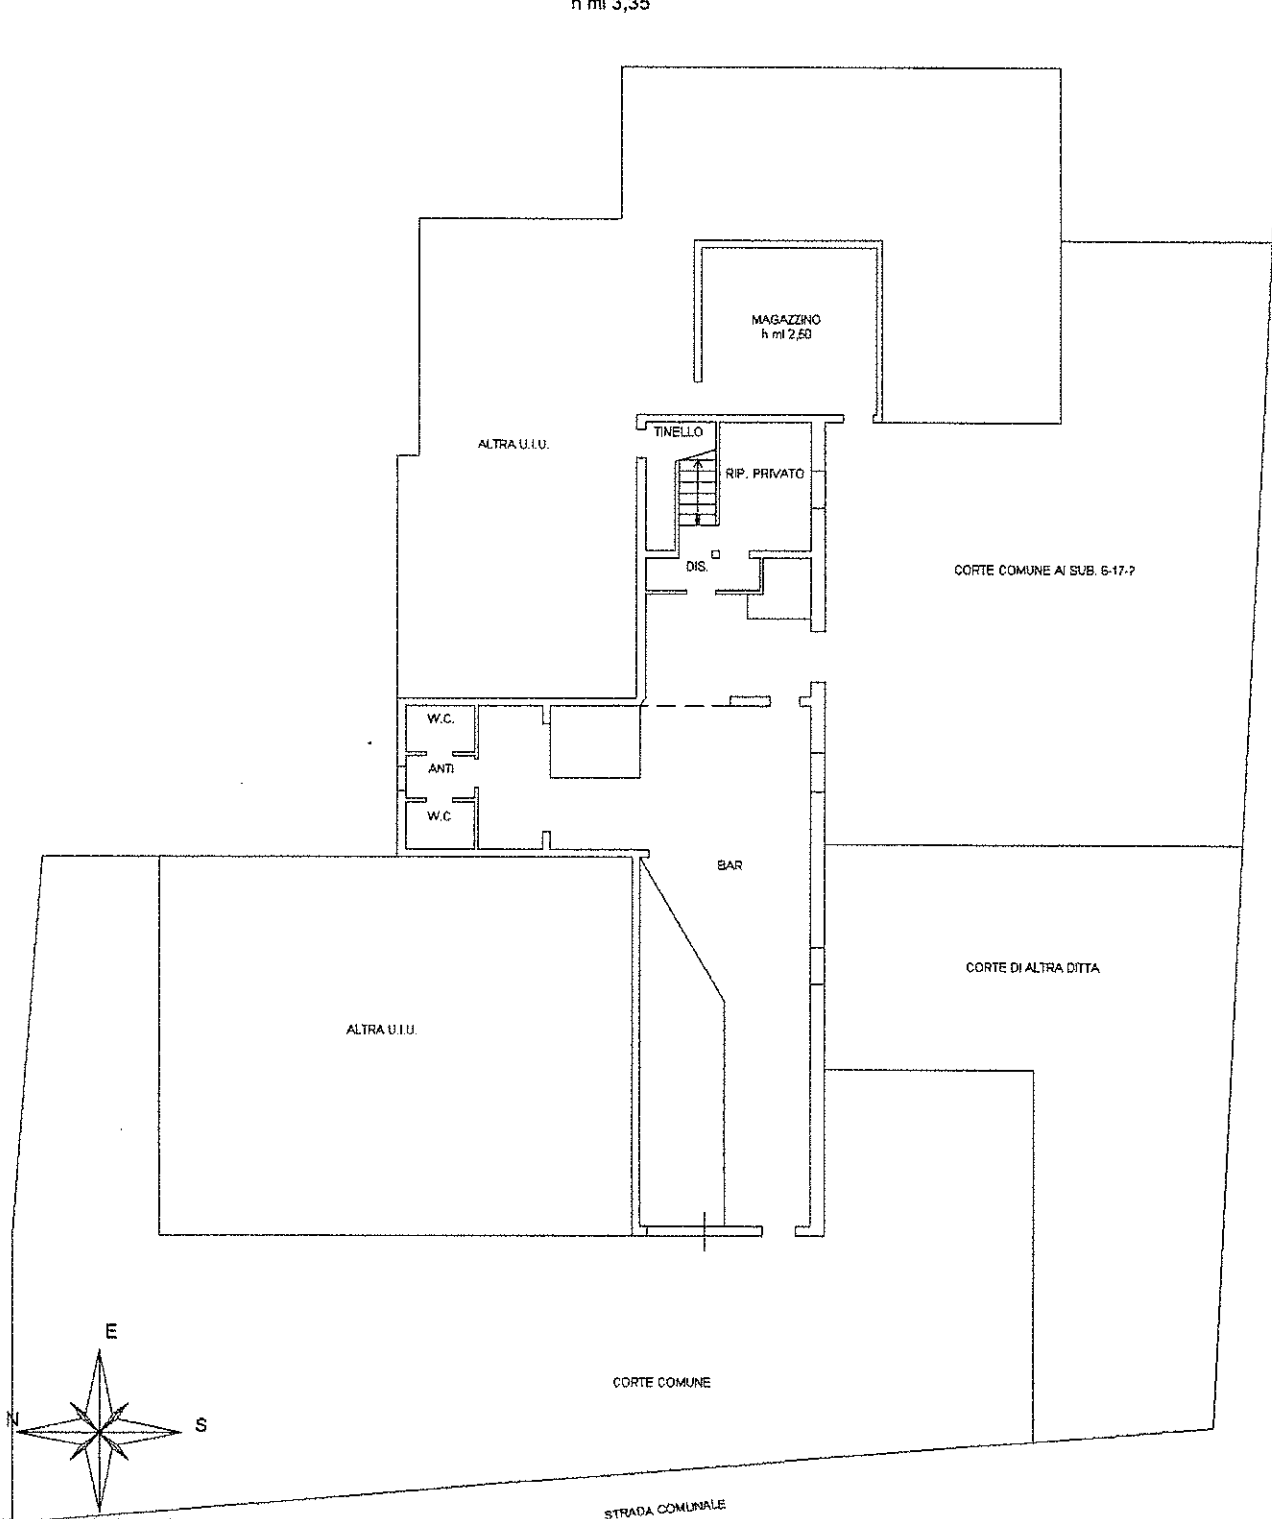 h ml 3,35
MAGAZZINO
h ml 2,60
TINELLO
ALTRA U.I.U.
RIP. PRIVATO
DIS.
CORTE COMUNE AI SUB. 6-17-?
W.C.
ANTI
W.C
BAR
CORTE DI ALTRA DITTA
ALTRA U.I.U.
E
CORTE COMUNE
N
S
STRADA COMUNALE